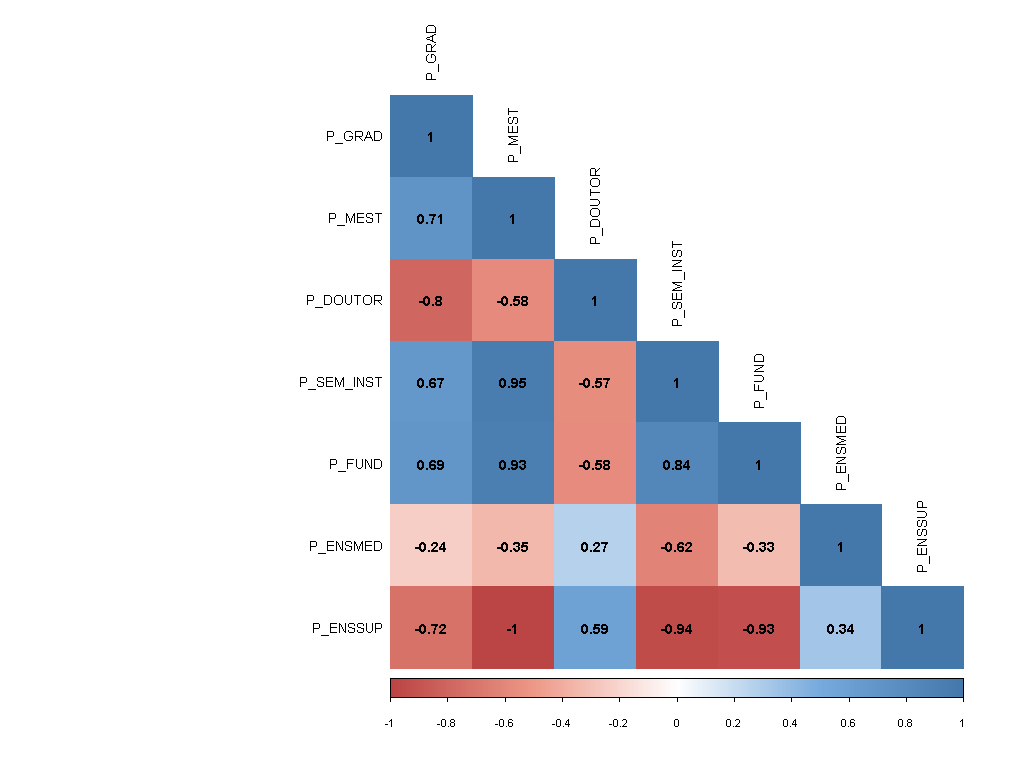 P_GRAD
P_GRAD 1 P_MEST
P_MEST 0.71 1 P_DOUTOR
P_DOUTOR -0.8 -0.58 1 P_SEM_INST
P_SEM_INST 0.67 0.95 -0.57 1 P_FUND
P_FUND 0.69 0.93 -0.58 0.84 1 P_ENSMED
P_ENSMED -0.24 -0.35 0.27 -0.62 -0.33 1 P_ENSSUP
P_ENSSUP -0.72 -1 0.59 -0.94 -0.93 0.34 1
-1 -0.8 -0.6 -0.4 -0.2 0 0.2 0.4 0.6 0.8 1